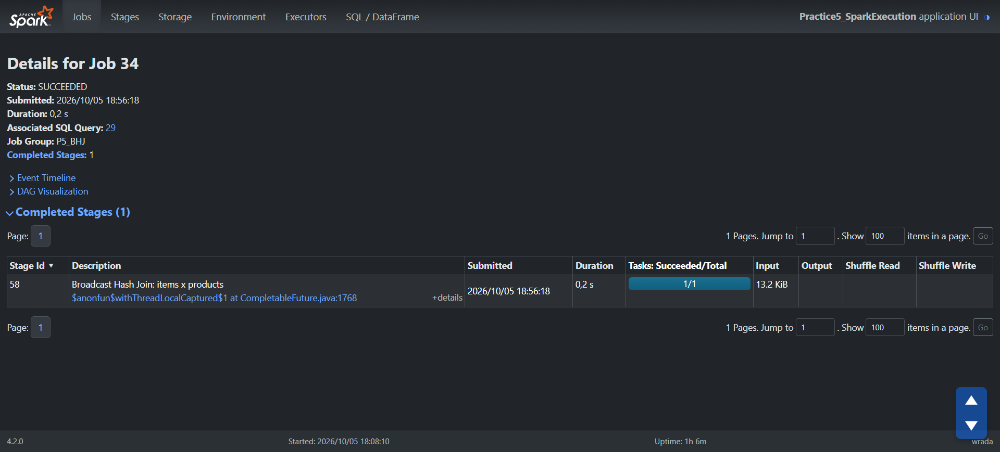 APACHE Spark™ Jobs Stages Storage Environment Executors SQL / DataFrame Practice5_SparkExecution application UI
Details for Job 34
Status: SUCCEEDED
Submitted: 2026/10/05 18:56:18
Duration: 0,2 s
Associated SQL Query: 29
Job Group: P5_BHJ
Completed Stages: 1
Event Timeline
DAG Visualization
Completed Stages (1)
Page: 1 1 Pages. Jump to 1 . Show 100 items in a page. Go
Stage Id ▼ Description Submitted Duration Tasks: Succeeded/Total Input Output Shuffle Read Shuffle Write
58 Broadcast Hash Join: items x products
$anonfun$withThreadLocalCaptured$1 at CompletableFuture.java:1768 +details 2026/10/05 18:56:18 0,2 s 1/1 13.2 KiB
Page: 1 1 Pages. Jump to 1 . Show 100 items in a page. Go
4.2.0 Started: 2026/10/05 18:08:10 Uptime: 1h 6m wrada